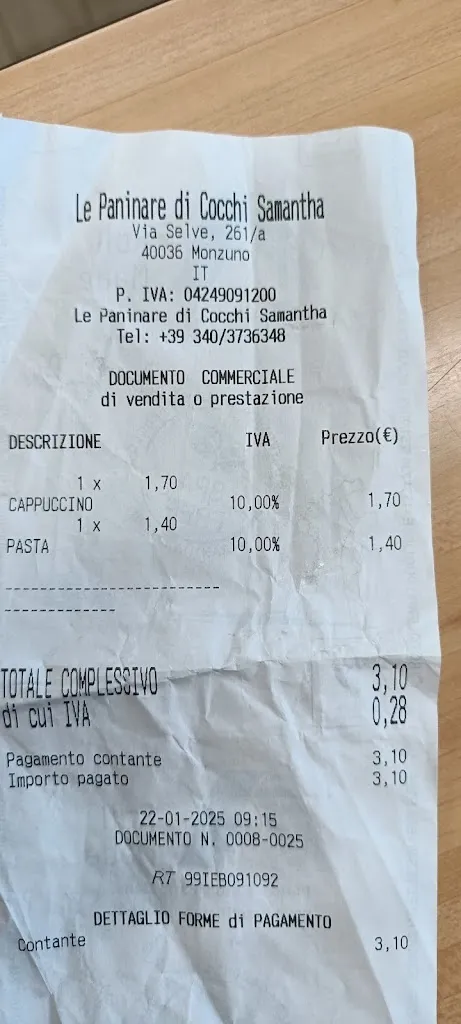 Le Paninare di Cocchi Samantha
Via Selve, 261/a
40036 Monzuno
IT
P. IVA: 04249091200
Le Paninare di Cocchi Samantha
Tel: +39 340/3736348
DOCUMENTO COMMERCIALE
di vendita o prestazione
DESCRIZIONE IVA Prezzo(€)
1 x 1,70
CAPPUCCINO 10,00% 1,70
1 x 1,40
PASTA 10,00% 1,40
-------------------------
-------------
TOTALE COMPLESSIVO 3,10
di cui IVA 0,28
Pagamento contante 3,10
Importo pagato 3,10
22-01-2025 09:15
DOCUMENTO N. 0008-0025
RT 99IEB091092
DETTAGLIO FORME di PAGAMENTO
Contante 3,10